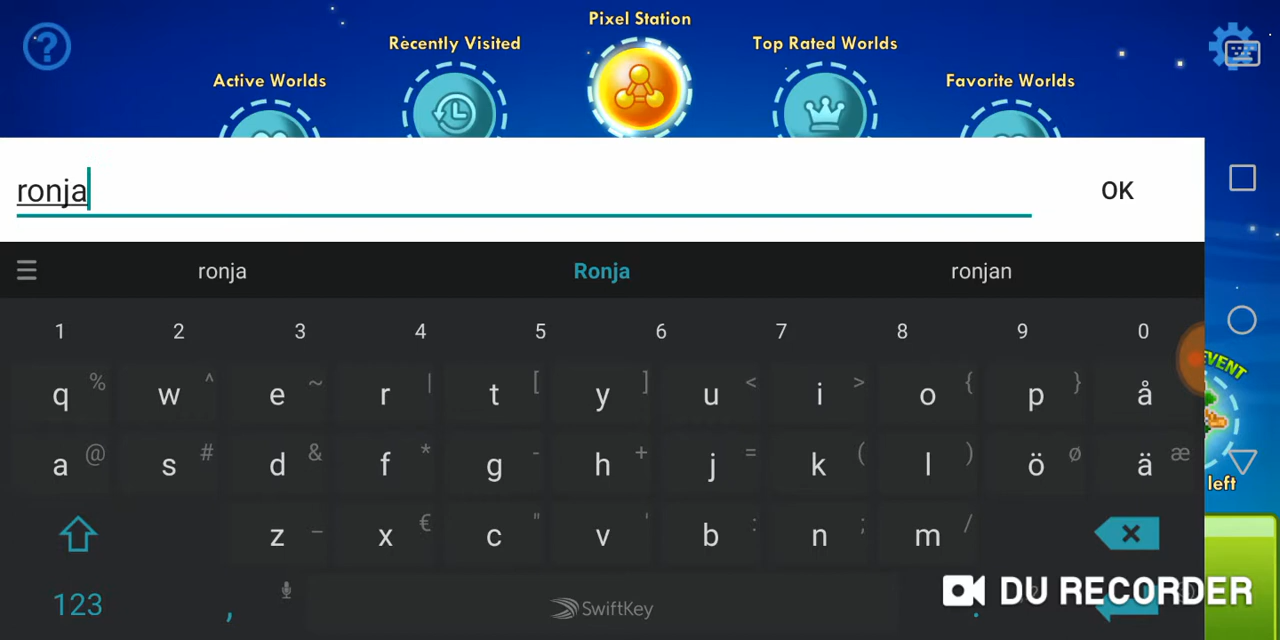 Pixel Station
Recently Visited
Top Rated Worlds
Active Worlds
Favorite Worlds
ronja
OK
ronja Ronja ronjan
1 2 3 4 5 6 7 8 9 0
% ^ ~ | [ ] < > { }
q w e r t y u i o p å
EVENT
@ # & * - + = ( ) ø æ
a s d f g h j k l ö ä
left
_ € " ' : ; /
z x c v b n m
123 , SwiftKey .
DU RECORDER